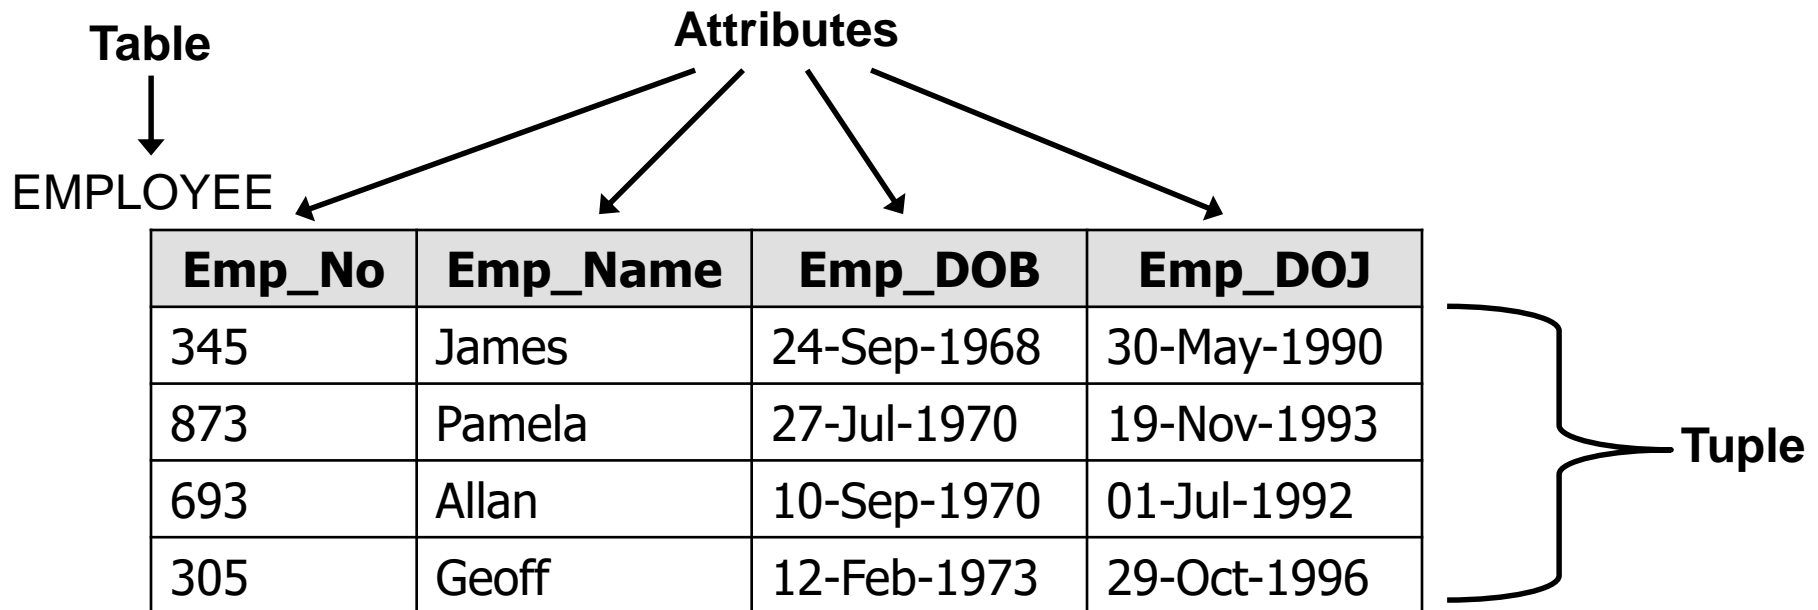 Table
Attributes
EMPLOYEE
Emp_No Emp_Name Emp_DOB Emp_DOJ
345 James 24-Sep-1968 30-May-1990
873 Pamela 27-Jul-1970 19-Nov-1993
693 Allan 10-Sep-1970 01-Jul-1992
305 Geoff 12-Feb-1973 29-Oct-1996
Tuple